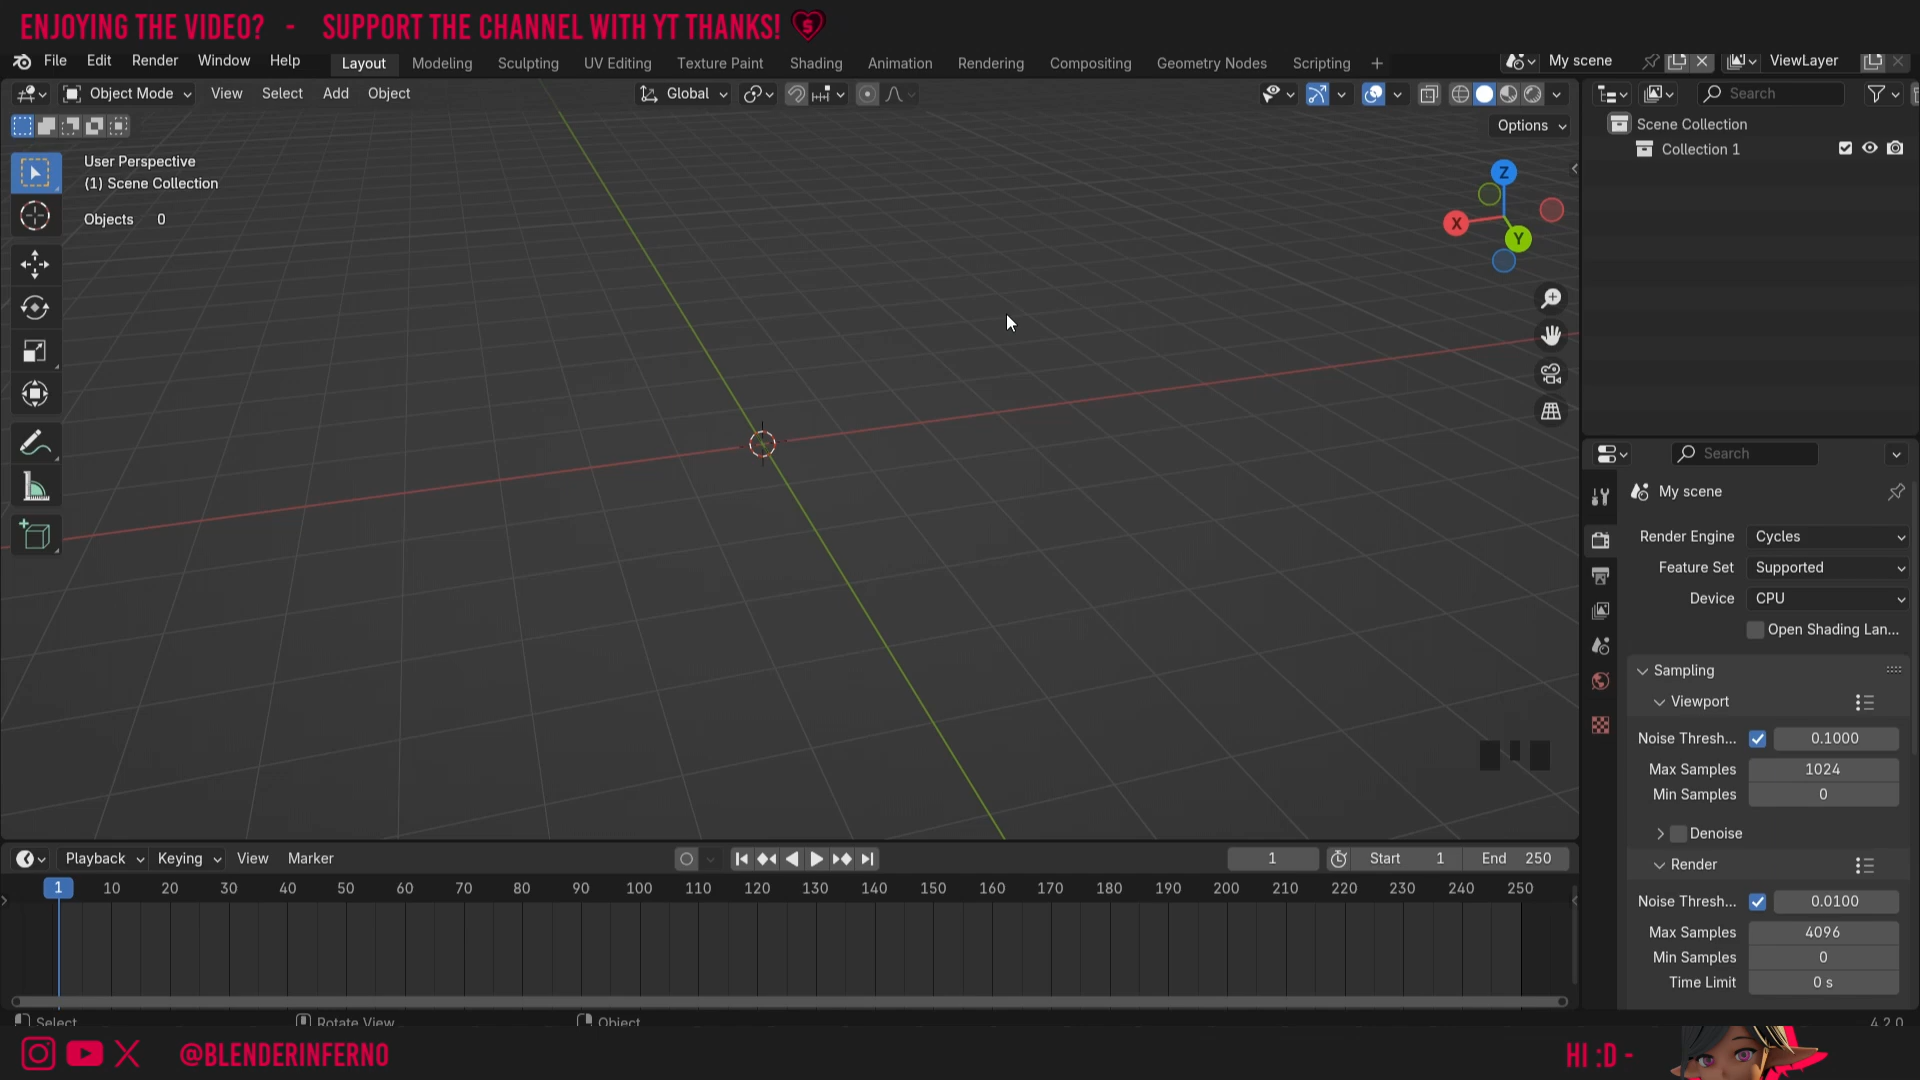 ENJOYING THE VIDEO? - SUPPORT THE CHANNEL WITH YT THANKS!
File Edit Render Window Help Layout Modeling Sculpting UV Editing Texture Paint Shading Animation Rendering Compositing Geometry Nodes Scripting + My scene ViewLayer
Object Mode View Select Add Object Global Search
Options
User Perspective
(1) Scene Collection
Objects 0
Z
X
Y
Scene Collection
Collection 1
Search
My scene
Render Engine Cycles
Feature Set Supported
Device CPU
Open Shading Lan...
Sampling
Viewport
Noise Thresh... 0.1000
Max Samples 1024
Min Samples 0
Denoise
Render
Noise Thresh... 0.0100
Max Samples 4096
Min Samples 0
Time Limit 0 s
Playback Keying View Marker 1 Start 1 End 250
1 10 20 30 40 50 60 70 80 90 100 110 120 130 140 150 160 170 180 190 200 210 220 230 240 250
Select Rotate View Object 4.2.0
@BLENDERINFERNO HI :D -